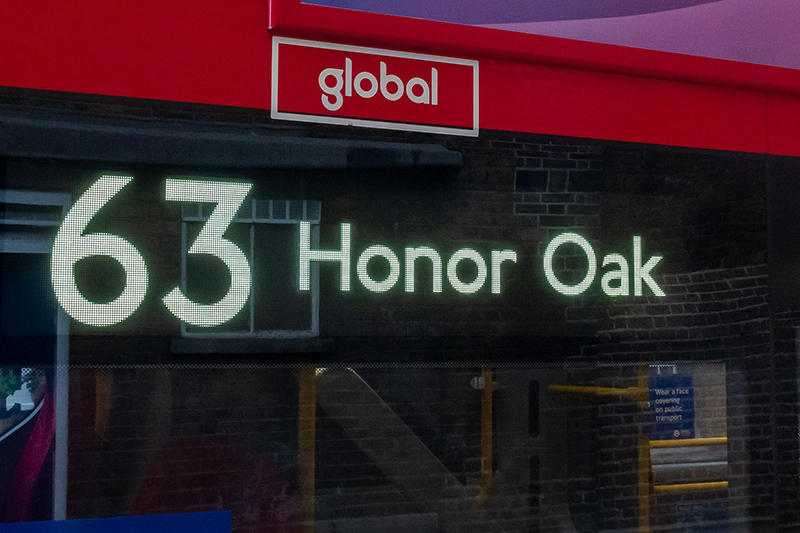 global
63 Honor Oak
Wear a face
covering
on public
transport